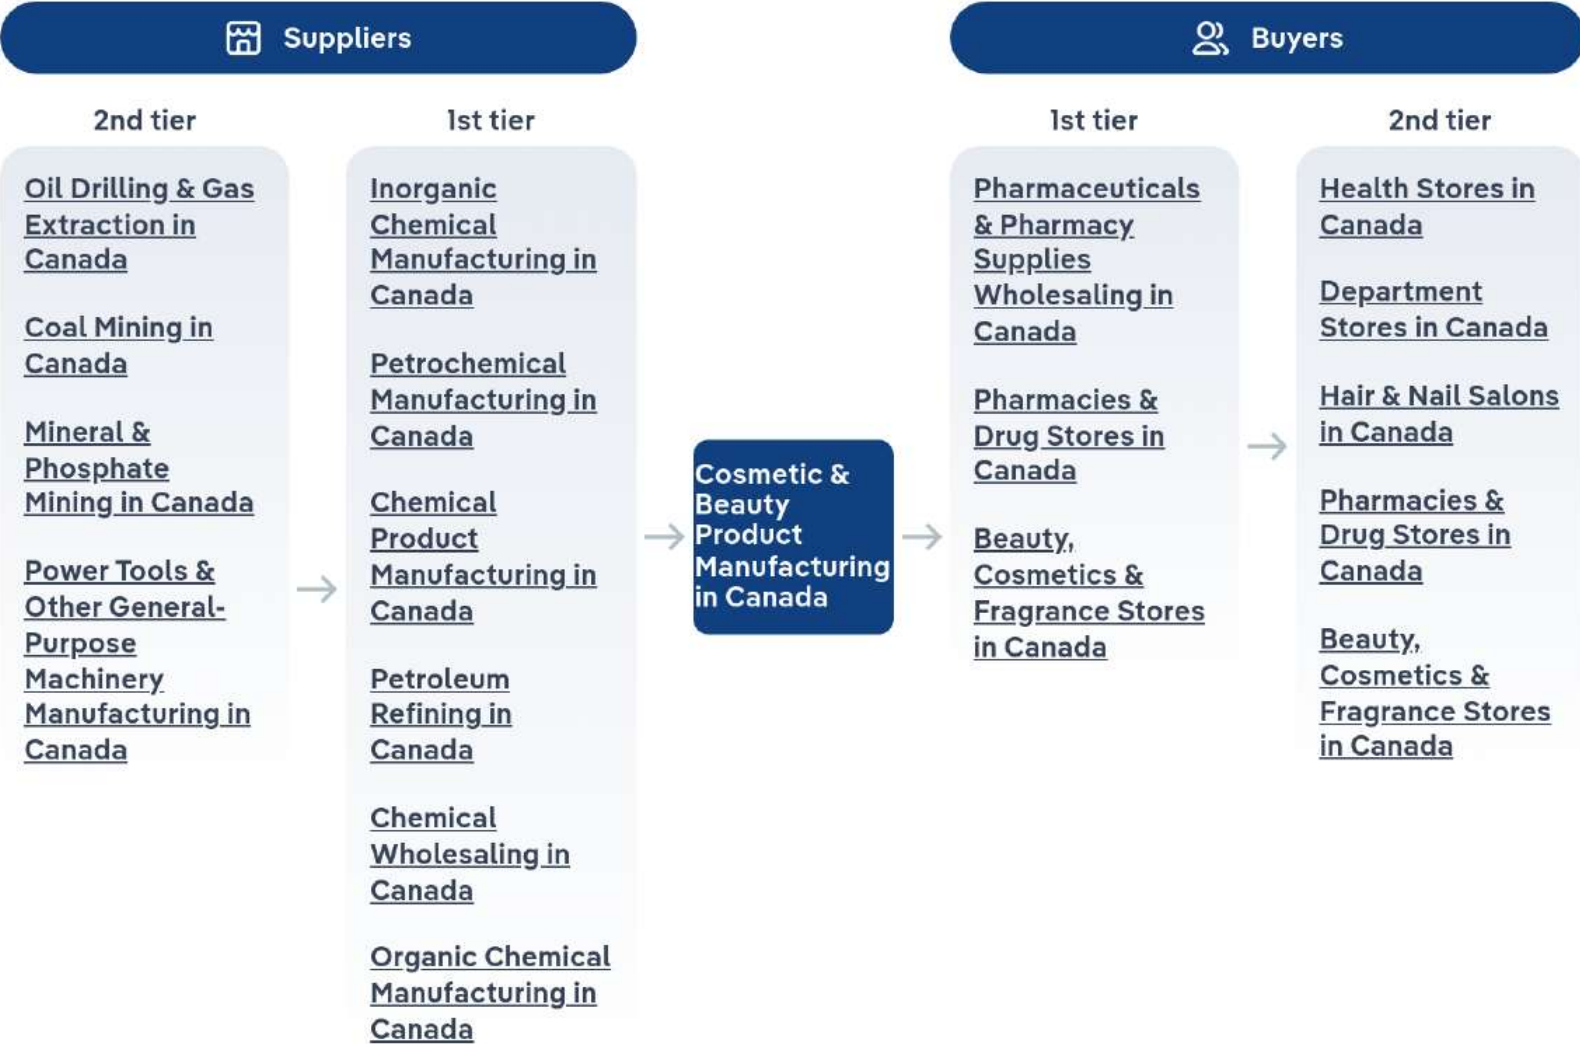 Suppliers
2nd tier
Oil Drilling & Gas
Extraction in
Canada
Coal Mining in
Canada
Mineral &
Phosphate
Mining in Canada
Power Tools &
Other General-
Purpose
Machinery
Manufacturing in
Canada
1st tier
Inorganic
Chemical
Manufacturing in
Canada
Petrochemical
Manufacturing in
Canada
Chemical
Product
Manufacturing in
Canada
Petroleum
Refining in
Canada
Chemical
Wholesaling in
Canada
Organic Chemical
Manufacturing in
Canada
Cosmetic &
Beauty
Product
Manufacturing
in Canada
Buyers
1st tier
Pharmaceuticals
& Pharmacy
Supplies
Wholesaling in
Canada
Pharmacies &
Drug Stores in
Canada
Beauty,
Cosmetics &
Fragrance Stores
in Canada
2nd tier
Health Stores in
Canada
Department
Stores in Canada
Hair & Nail Salons
in Canada
Pharmacies &
Drug Stores in
Canada
Beauty,
Cosmetics &
Fragrance Stores
in Canada